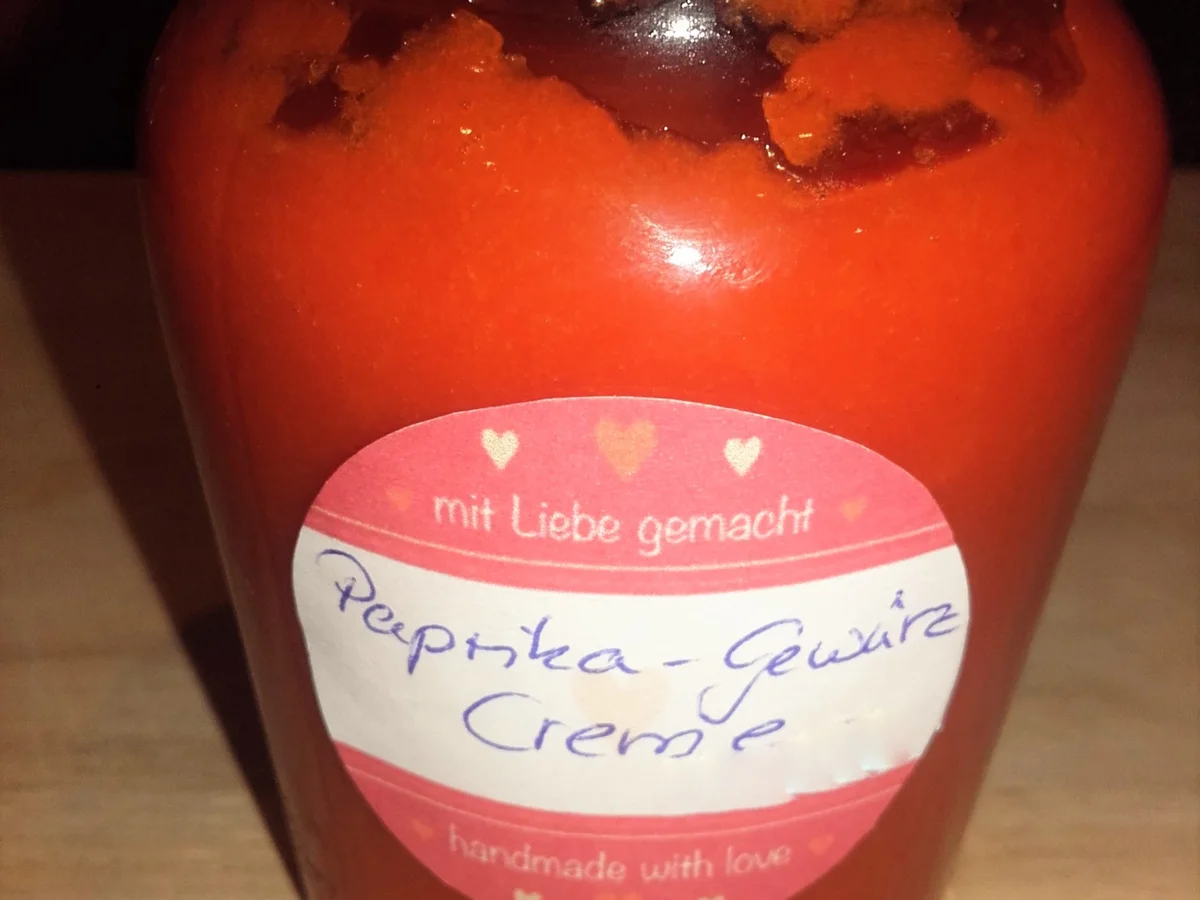 mit Liebe gemacht
Paprika - Gewürz
Creme
handmade with love